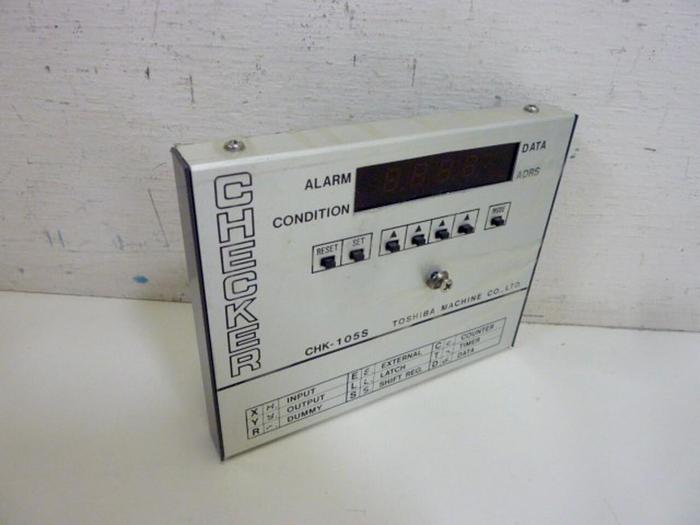 CHECKER
ALARM
DATA
CONDITION
ADRS
RESET SET MODE
CHK-105S TOSHIBA MACHINE CO., LTD.
X INPUT E EXTERNAL C COUNTER
Y OUTPUT L LATCH T TIMER
R DUMMY S SHIFT REG. D DATA